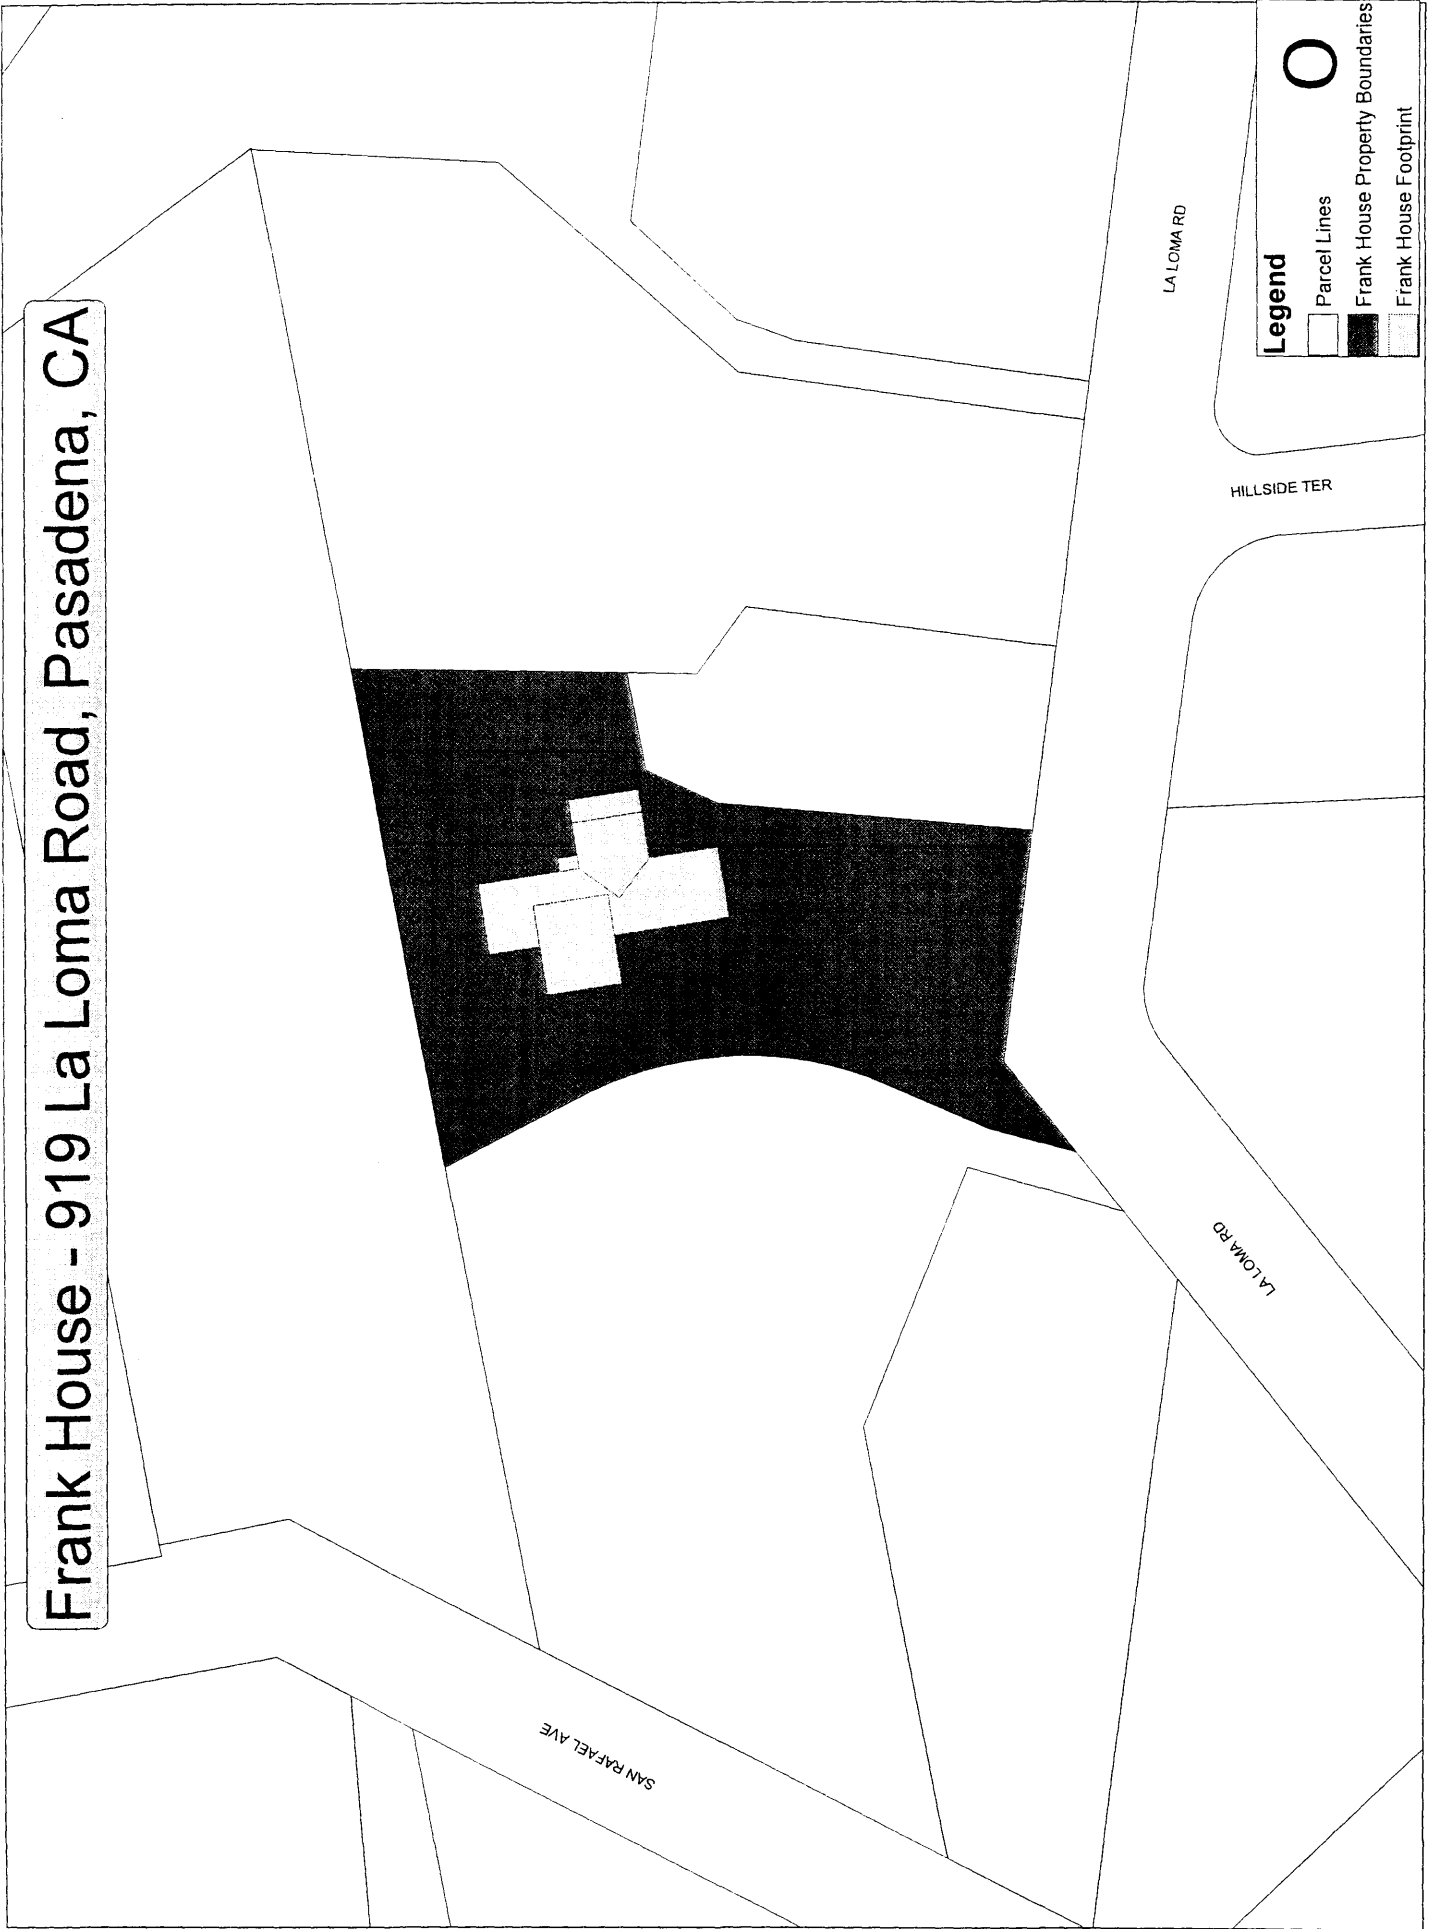 Frank House - 919 La Loma Road, Pasadena, CA
SAN RAFAEL AVE
LA LOMA RD
HILLSIDE TER
LA LOMA RD
Legend
O
Parcel Lines
Frank House Property Boundaries
Frank House Footprint